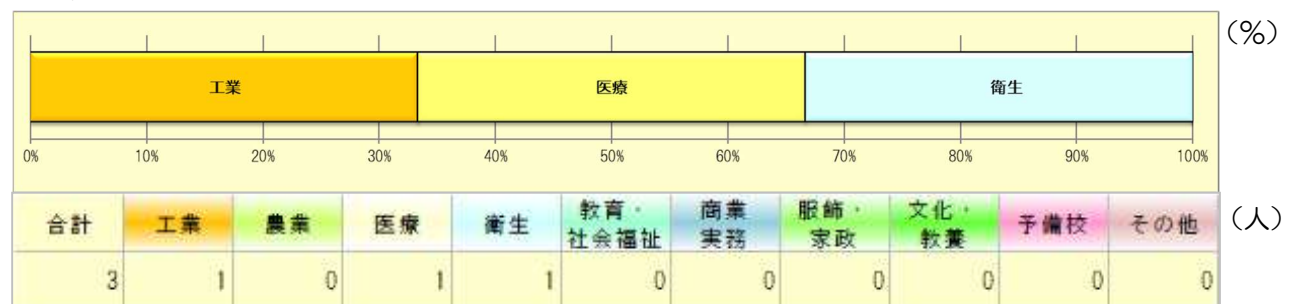 (%)
工業 医療 衛生
0% 10% 20% 30% 40% 50% 60% 70% 80% 90% 100%
合計 工業 農業 医療 衛生 教育・社会福祉 商業実務 服飾・家政 文化・教養 予備校 その他
(人)
3 1 0 1 1 0 0 0 0 0 0